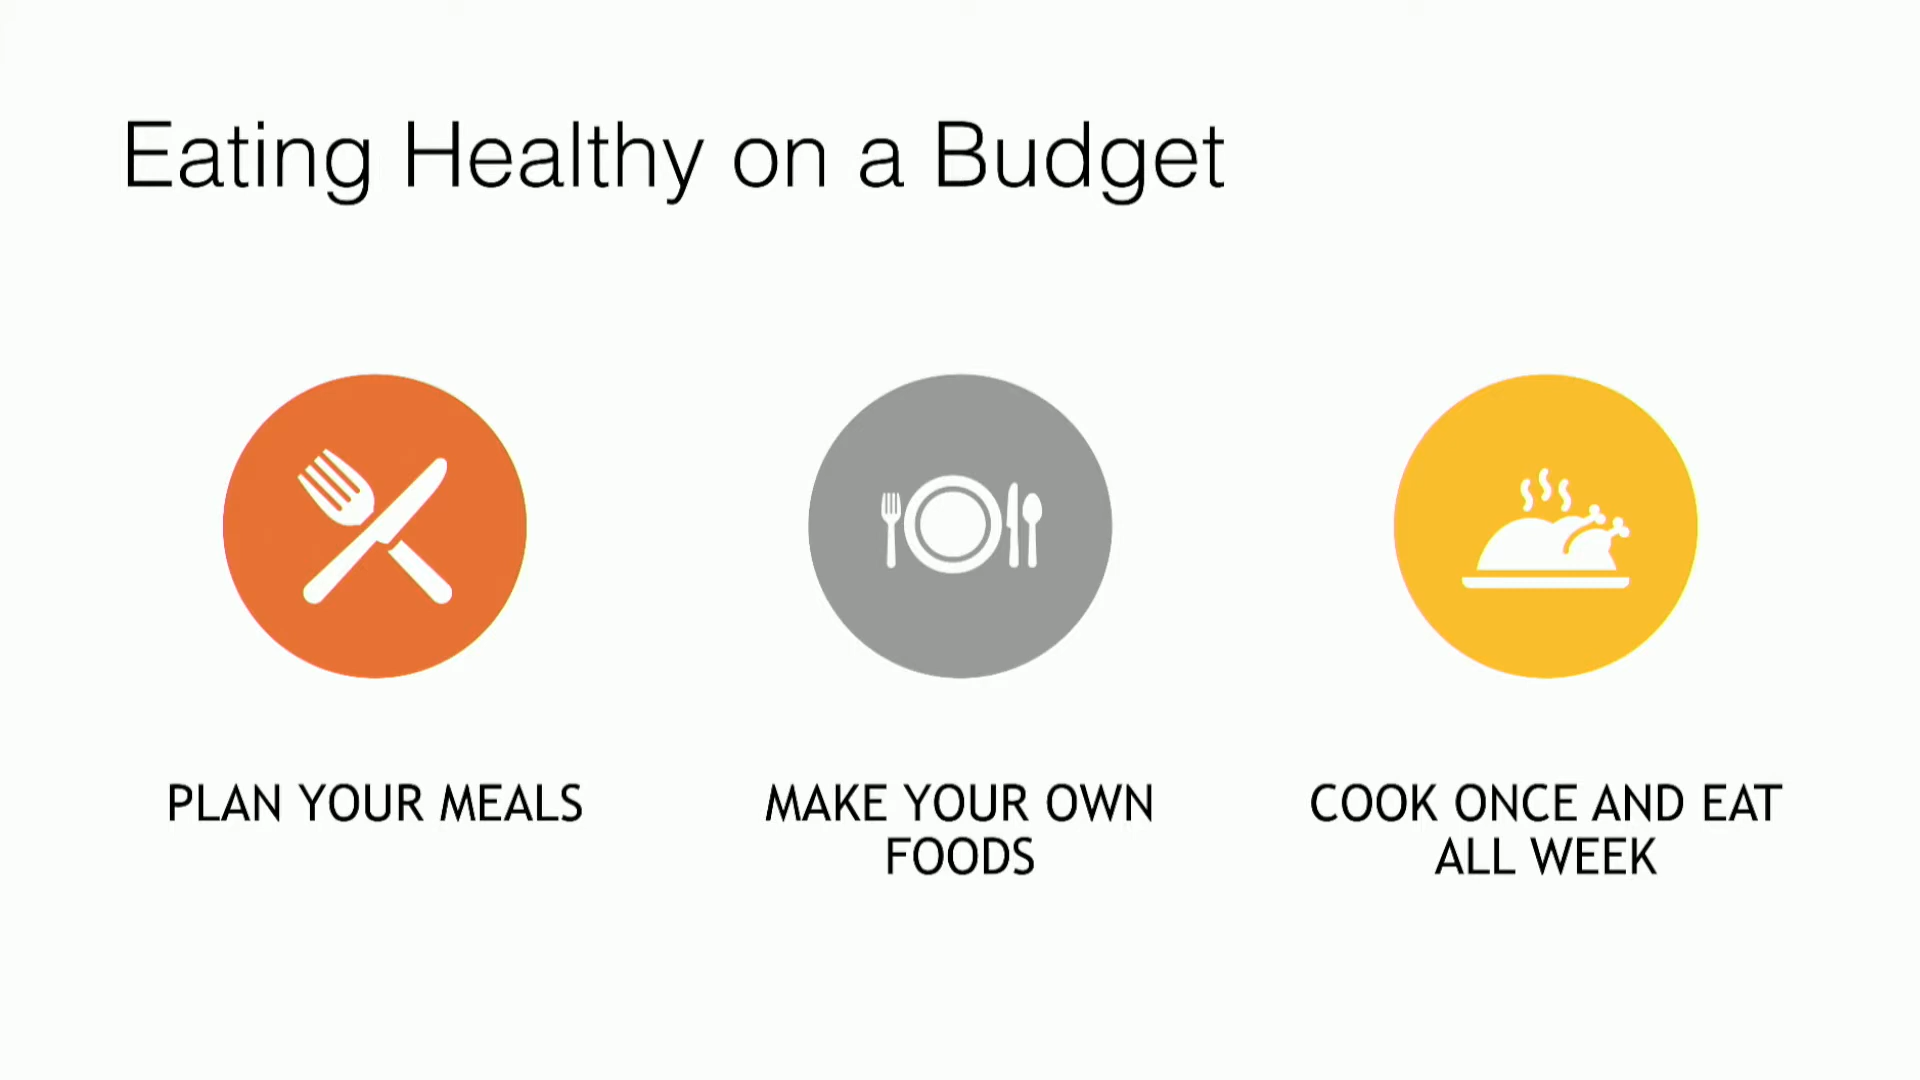 Eating Healthy on a Budget
PLAN YOUR MEALS
MAKE YOUR OWN
FOODS
COOK ONCE AND EAT
ALL WEEK